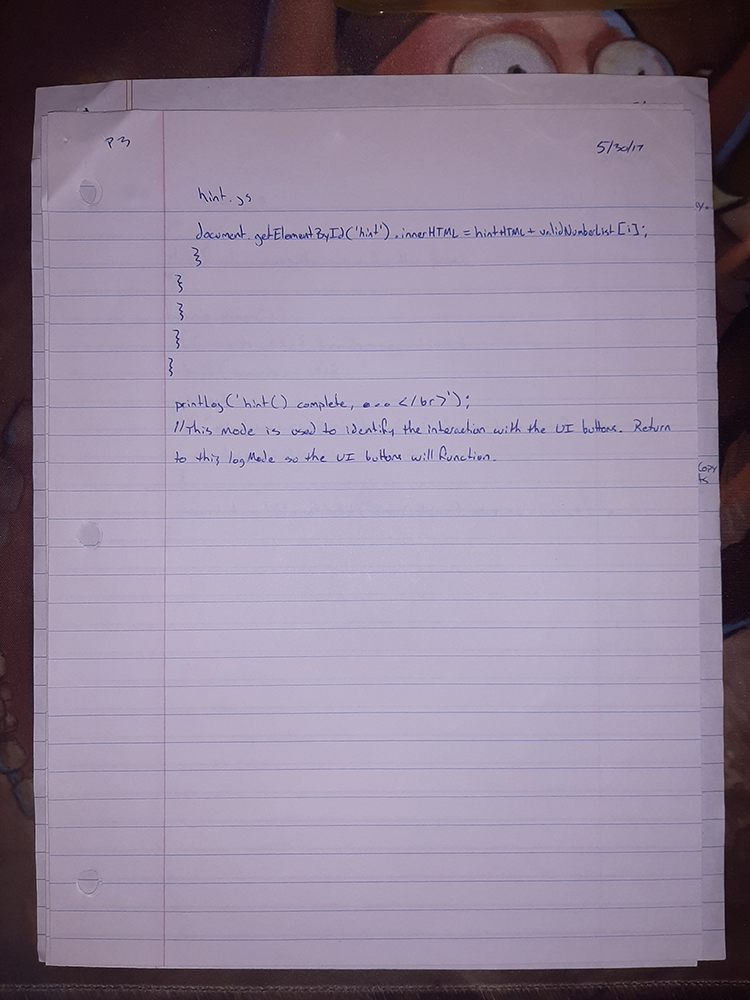 P3
5/30/17
hint.js
document.getElementById('hint').innerHTML = hintHTML + validNumberList[i];
}
}
}
}
}
printLog('hint() complete, ... </br>');
//This mode is used to identify the interaction with the UI buttons. Return
to this logMode so the UI buttons will function.
COPY